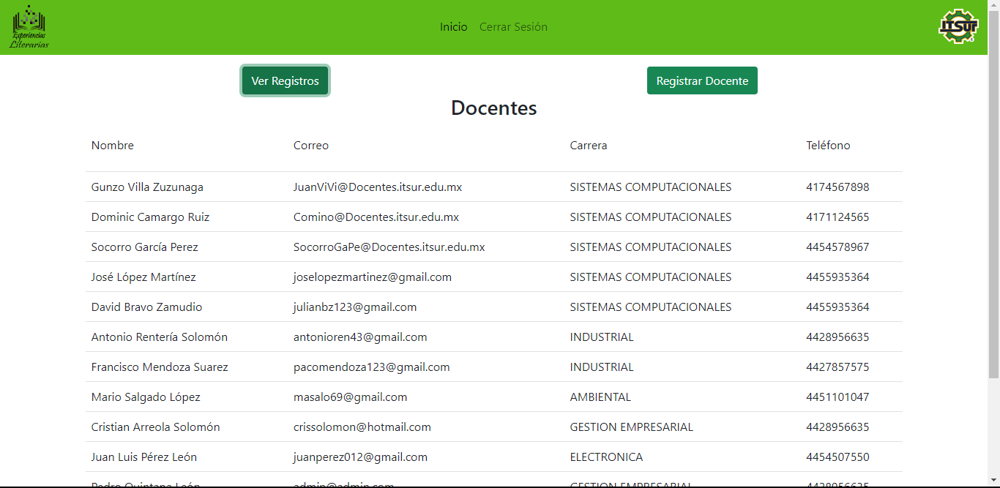 Experiencias
Literarias
Inicio Cerrar Sesión
ITSUR
Ver Registros Registrar Docente
Docentes
Nombre Correo Carrera Teléfono
Gunzo Villa Zuzunaga JuanViVi@Docentes.itsur.edu.mx SISTEMAS COMPUTACIONALES 4174567898
Dominic Camargo Ruiz Comino@Docentes.itsur.edu.mx SISTEMAS COMPUTACIONALES 4171124565
Socorro García Perez SocorroGaPe@Docentes.itsur.edu.mx SISTEMAS COMPUTACIONALES 4454578967
José López Martínez joselopezmartinez@gmail.com SISTEMAS COMPUTACIONALES 4455935364
David Bravo Zamudio julianbz123@gmail.com SISTEMAS COMPUTACIONALES 4455935364
Antonio Rentería Solomón antonioren43@gmail.com INDUSTRIAL 4428956635
Francisco Mendoza Suarez pacomendoza123@gmail.com INDUSTRIAL 4427857575
Mario Salgado López masalo69@gmail.com AMBIENTAL 4451101047
Cristian Arreola Solomón crissolomon@hotmail.com GESTION EMPRESARIAL 4428956635
Juan Luis Pérez León juanperez012@gmail.com ELECTRONICA 4454507550
Pedro Quintana León admin@admin.com GESTION EMPRESARIAL 4428956635